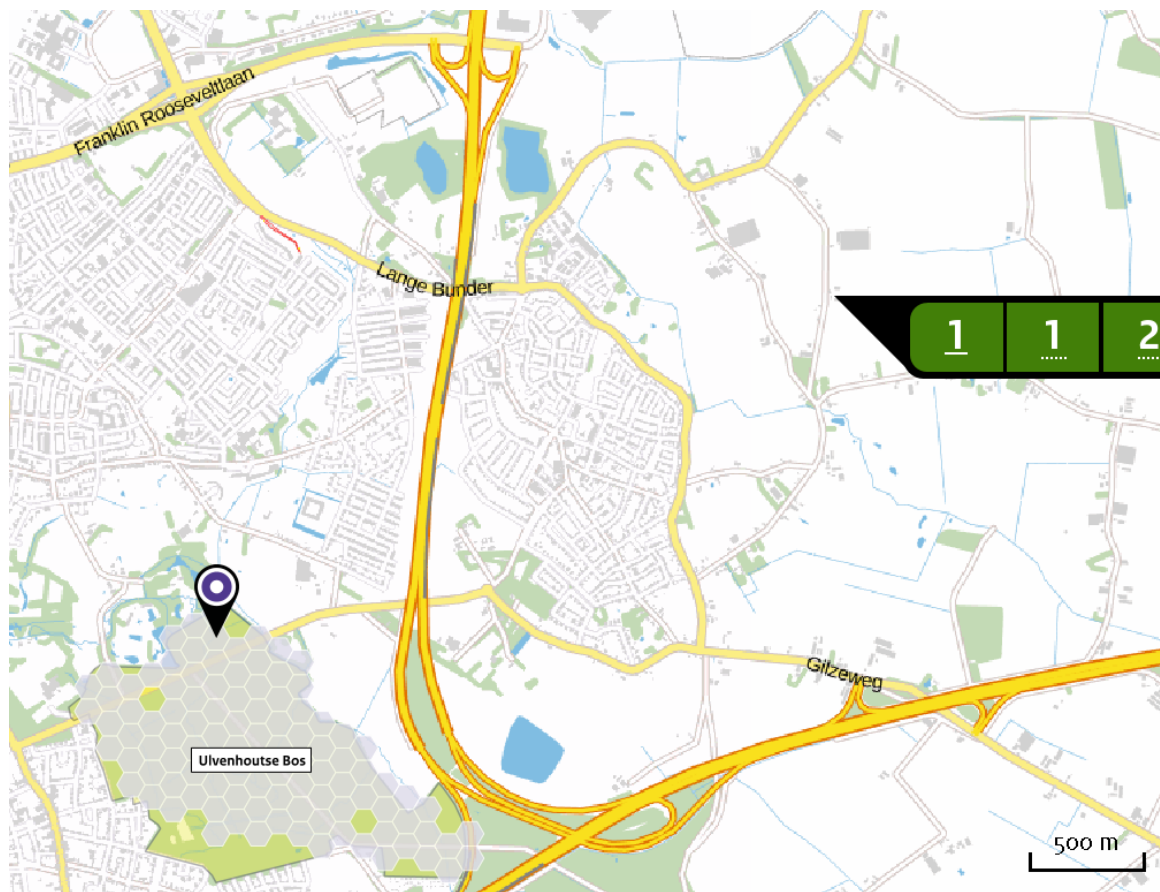 Franklin Rooseveltlaan
Lange Bunder
1 1 2
Gilzeweg
Ulvenhoutse Bos
500 m